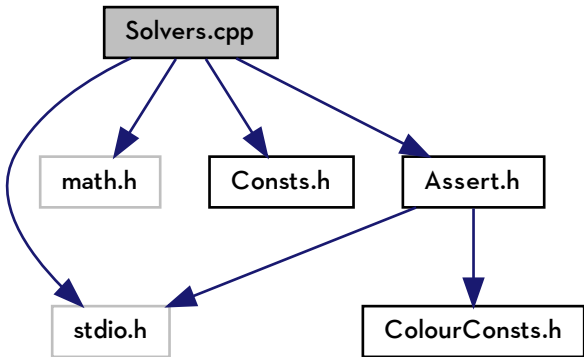 Solvers.cpp
math.h
Consts.h
Assert.h
stdio.h
ColourConsts.h